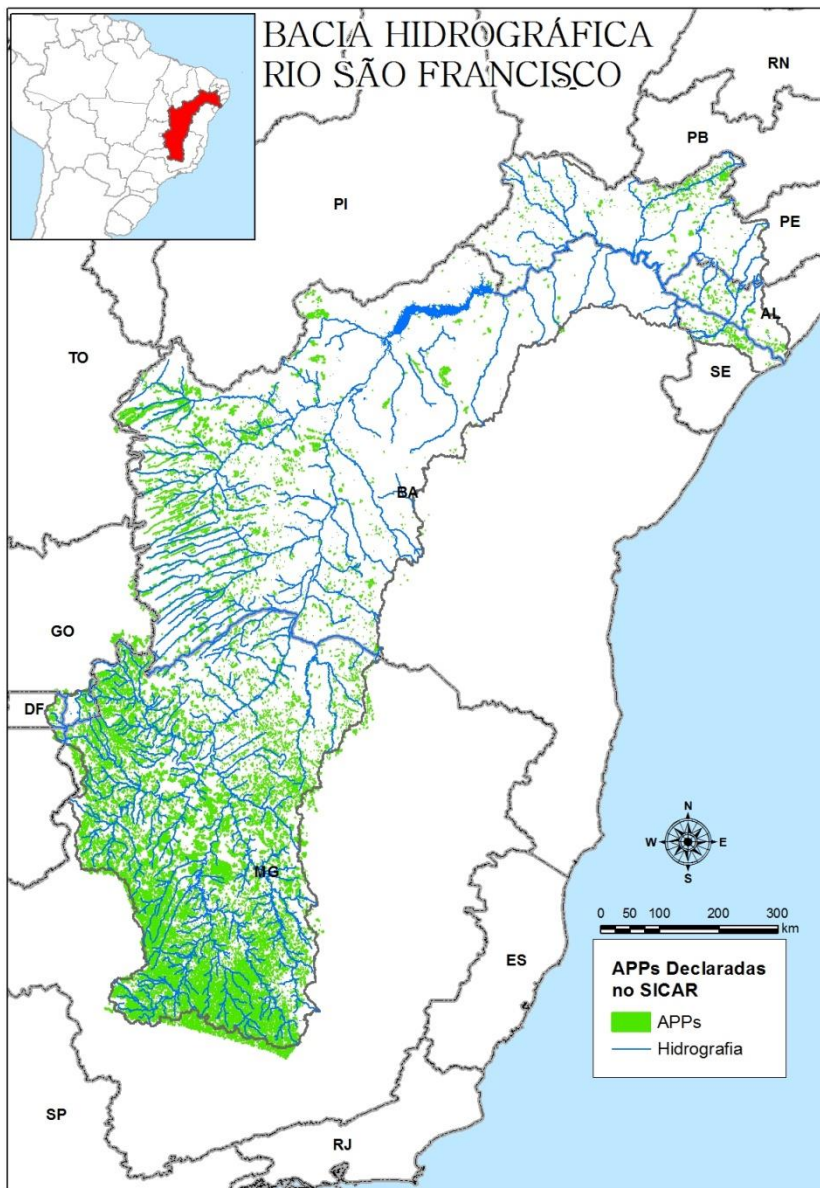 BACIA HIDROGRÁFICA
RIO SÃO FRANCISCO
RN
PB
PI
PE
AL
TO
SE
BA
GO
DF
MG
ES
SP
RJ
N
W E
S
0 50 100 200 300
km
APPs Declaradas
no SICAR
APPs
Hidrografia